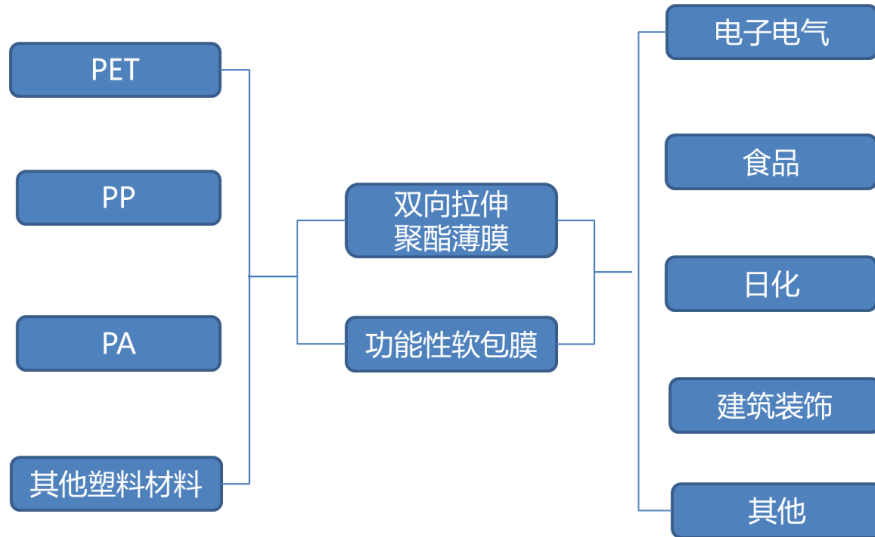 PET
PP
PA
其他塑料材料
双向拉伸
聚酯薄膜
功能性软包膜
电子电气
食品
日化
建筑装饰
其他